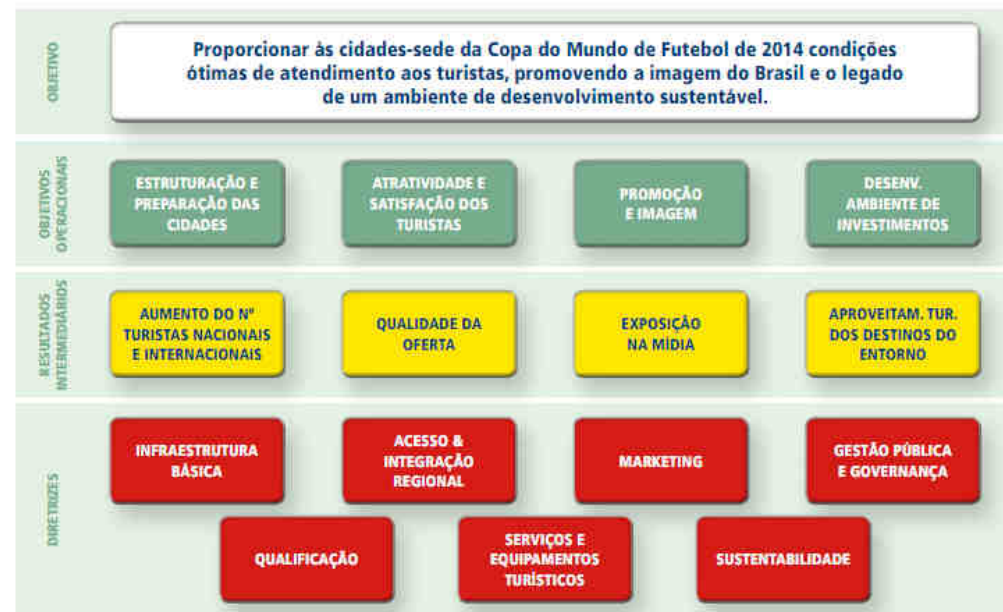 OBJETIVO
Proporcionar às cidades-sede da Copa do Mundo de Futebol de 2014 condições
ótimas de atendimento aos turistas, promovendo a imagem do Brasil e o legado
de um ambiente de desenvolvimento sustentável.
OBJETIVOS
OPERACIONAIS
ESTRUTURAÇÃO E
PREPARAÇÃO DAS
CIDADES
ATRATIVIDADE E
SATISFAÇÃO DOS
TURISTAS
PROMOÇÃO
E IMAGEM
DESENV.
AMBIENTE DE
INVESTIMENTOS
RESULTADOS
INTERMEDIÁRIOS
AUMENTO DO Nº
TURISTAS NACIONAIS
E INTERNACIONAIS
QUALIDADE DA
OFERTA
EXPOSIÇÃO
NA MÍDIA
APROVEITAM. TUR.
DOS DESTINOS DO
ENTORNO
DIRETRIZES
INFRAESTRUTURA
BÁSICA
ACESSO &
INTEGRAÇÃO
REGIONAL
MARKETING
GESTÃO PÚBLICA
E GOVERNANÇA
QUALIFICAÇÃO
SERVIÇOS E
EQUIPAMENTOS
TURÍSTICOS
SUSTENTABILIDADE